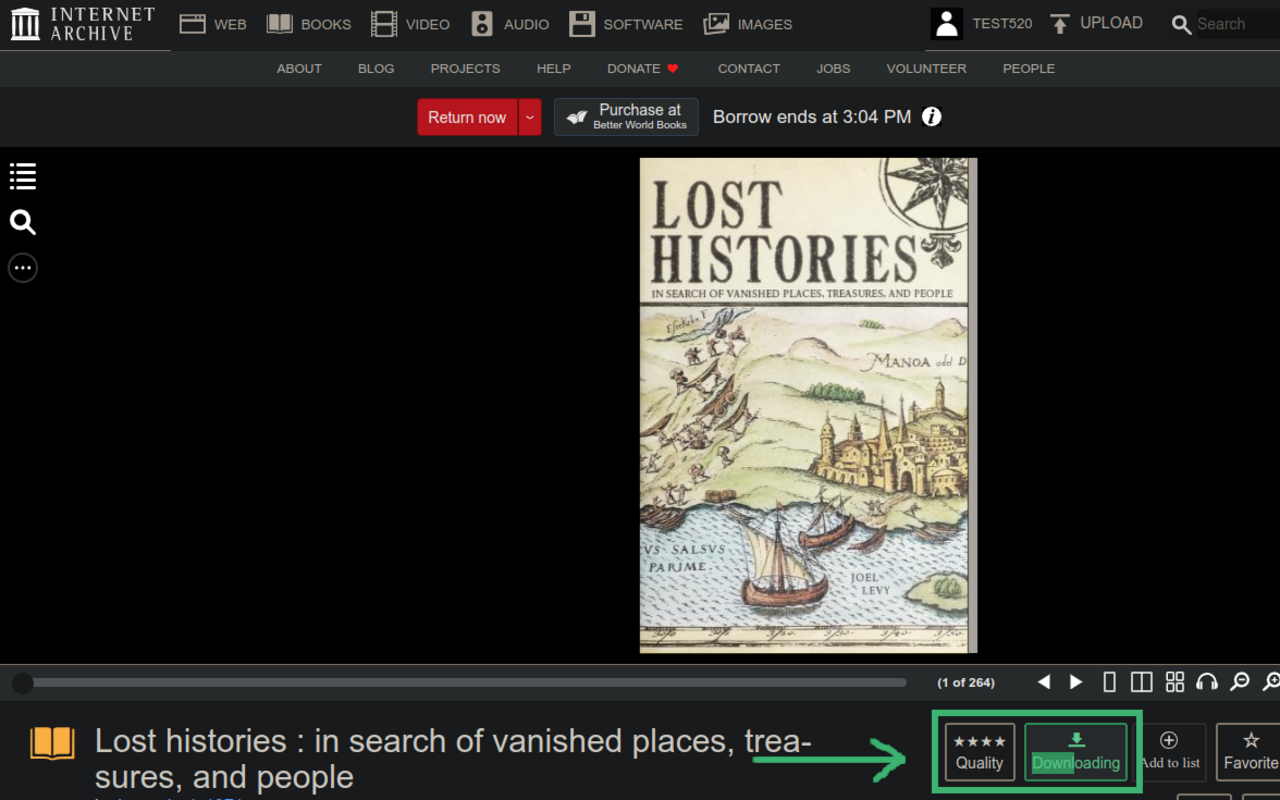 INTERNET
ARCHIVE
WEB
BOOKS
VIDEO
AUDIO
SOFTWARE
IMAGES
TEST520
UPLOAD
Search
ABOUT
BLOG
PROJECTS
HELP
DONATE
CONTACT
JOBS
VOLUNTEER
PEOPLE
Return now
Purchase at
Better World Books
Borrow ends at 3:04 PM
LOST
HISTORIES
IN SEARCH OF VANISHED PLACES, TREASURES, AND PEOPLE
MANOA
VS SALSVS
PARIME
JOEL
LEVY
(1 of 264)
Lost histories : in search of vanished places, trea-
sures, and people
Quality
Downloading
Add to list
Favorite